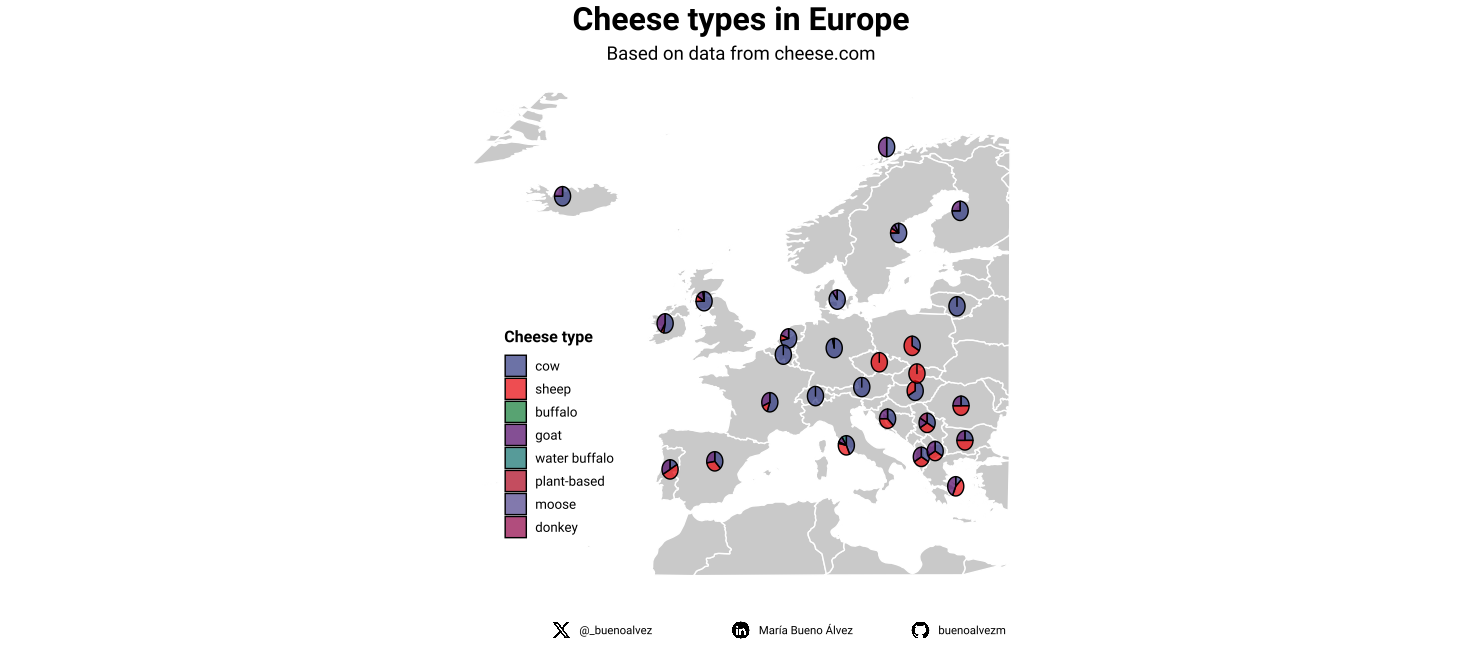 Cheese types in Europe
Based on data from cheese.com
Cheese type
cow
sheep
buffalo
goat
water buffalo
plant-based
moose
donkey
@_buenoalvez
María Bueno Álvez
buenoalvezm